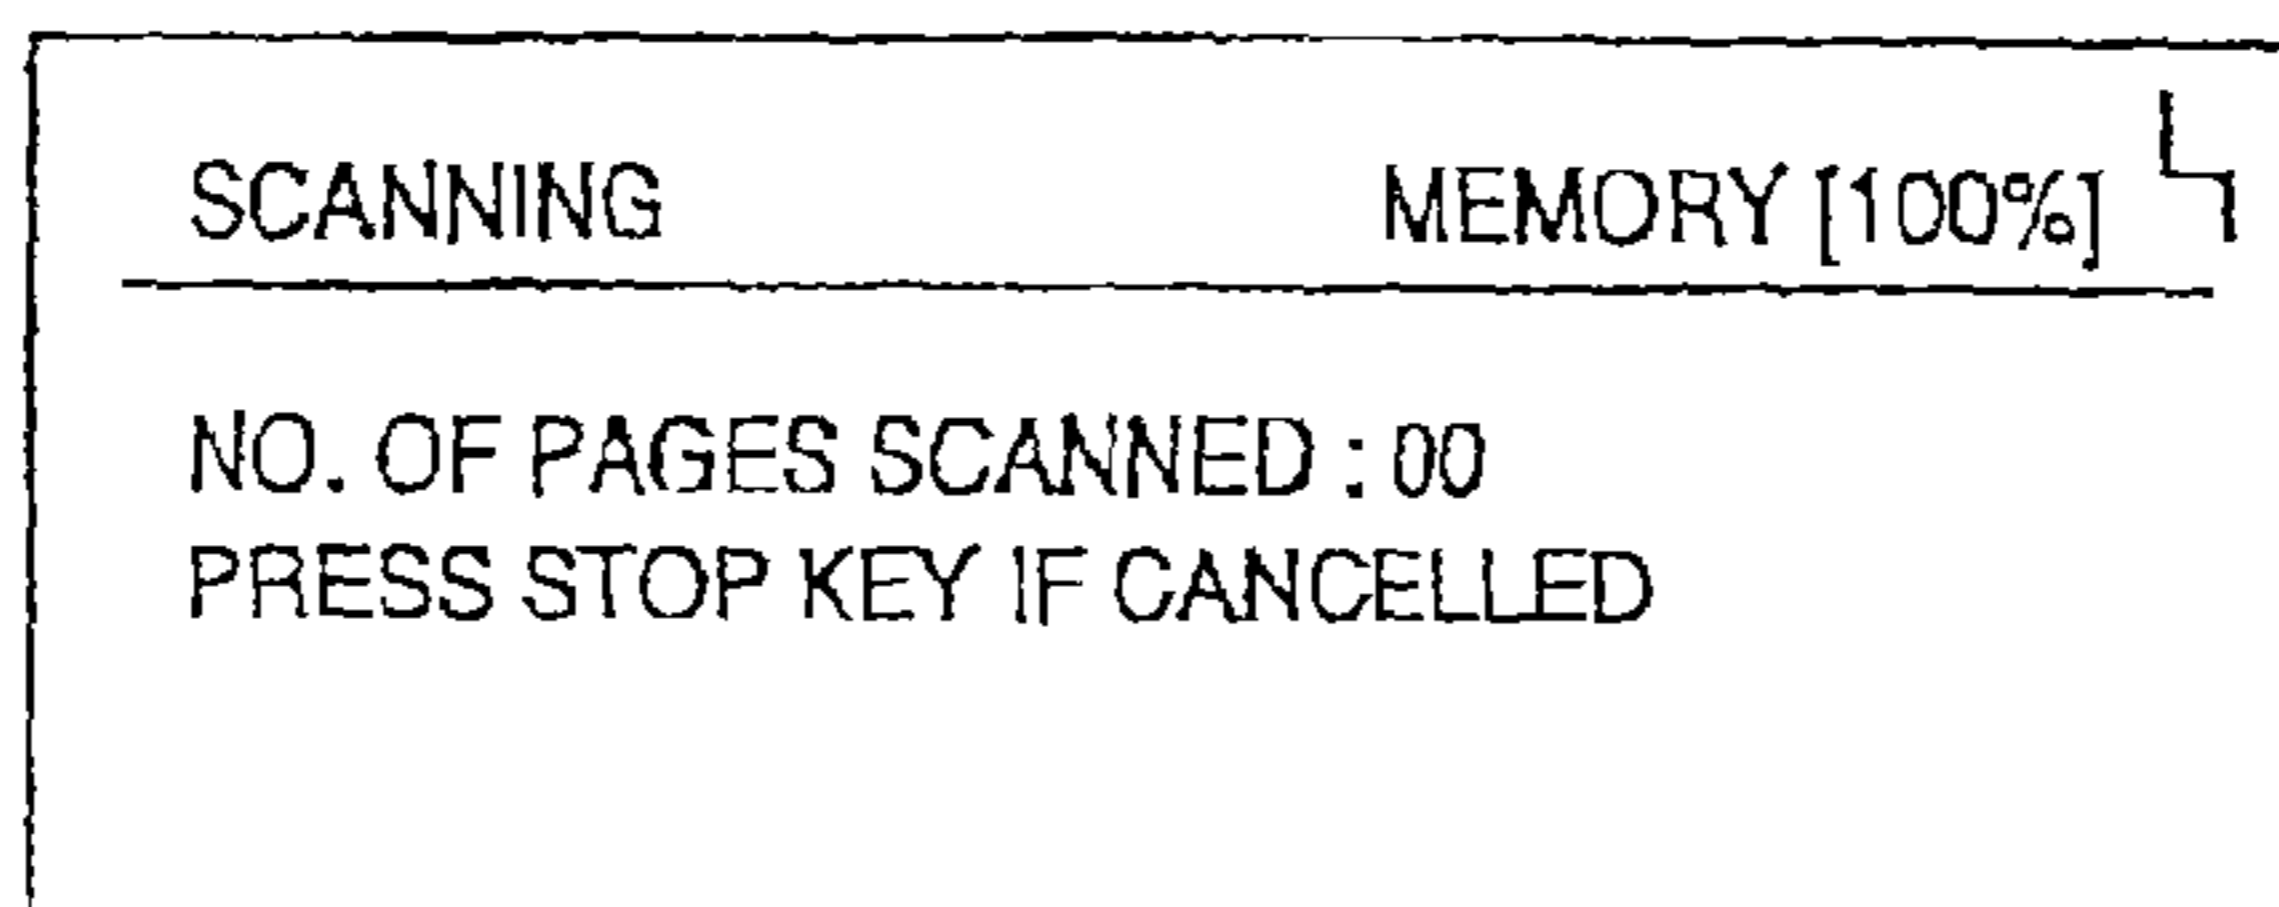 SCANNING MEMORY [100%]
NO. OF PAGES SCANNED : 00
PRESS STOP KEY IF CANCELLED